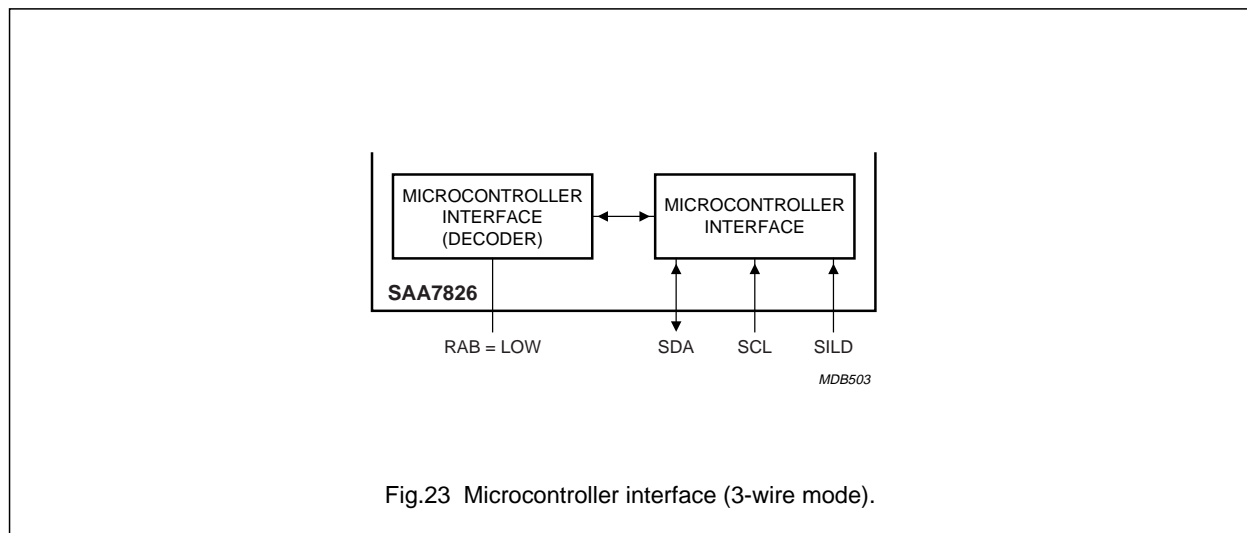 MICROCONTROLLER
INTERFACE
(DECODER)
MICROCONTROLLER
INTERFACE
SAA7826
RAB = LOW
SDA
SCL
SILD
MDB503
Fig.23 Microcontroller interface (3-wire mode).